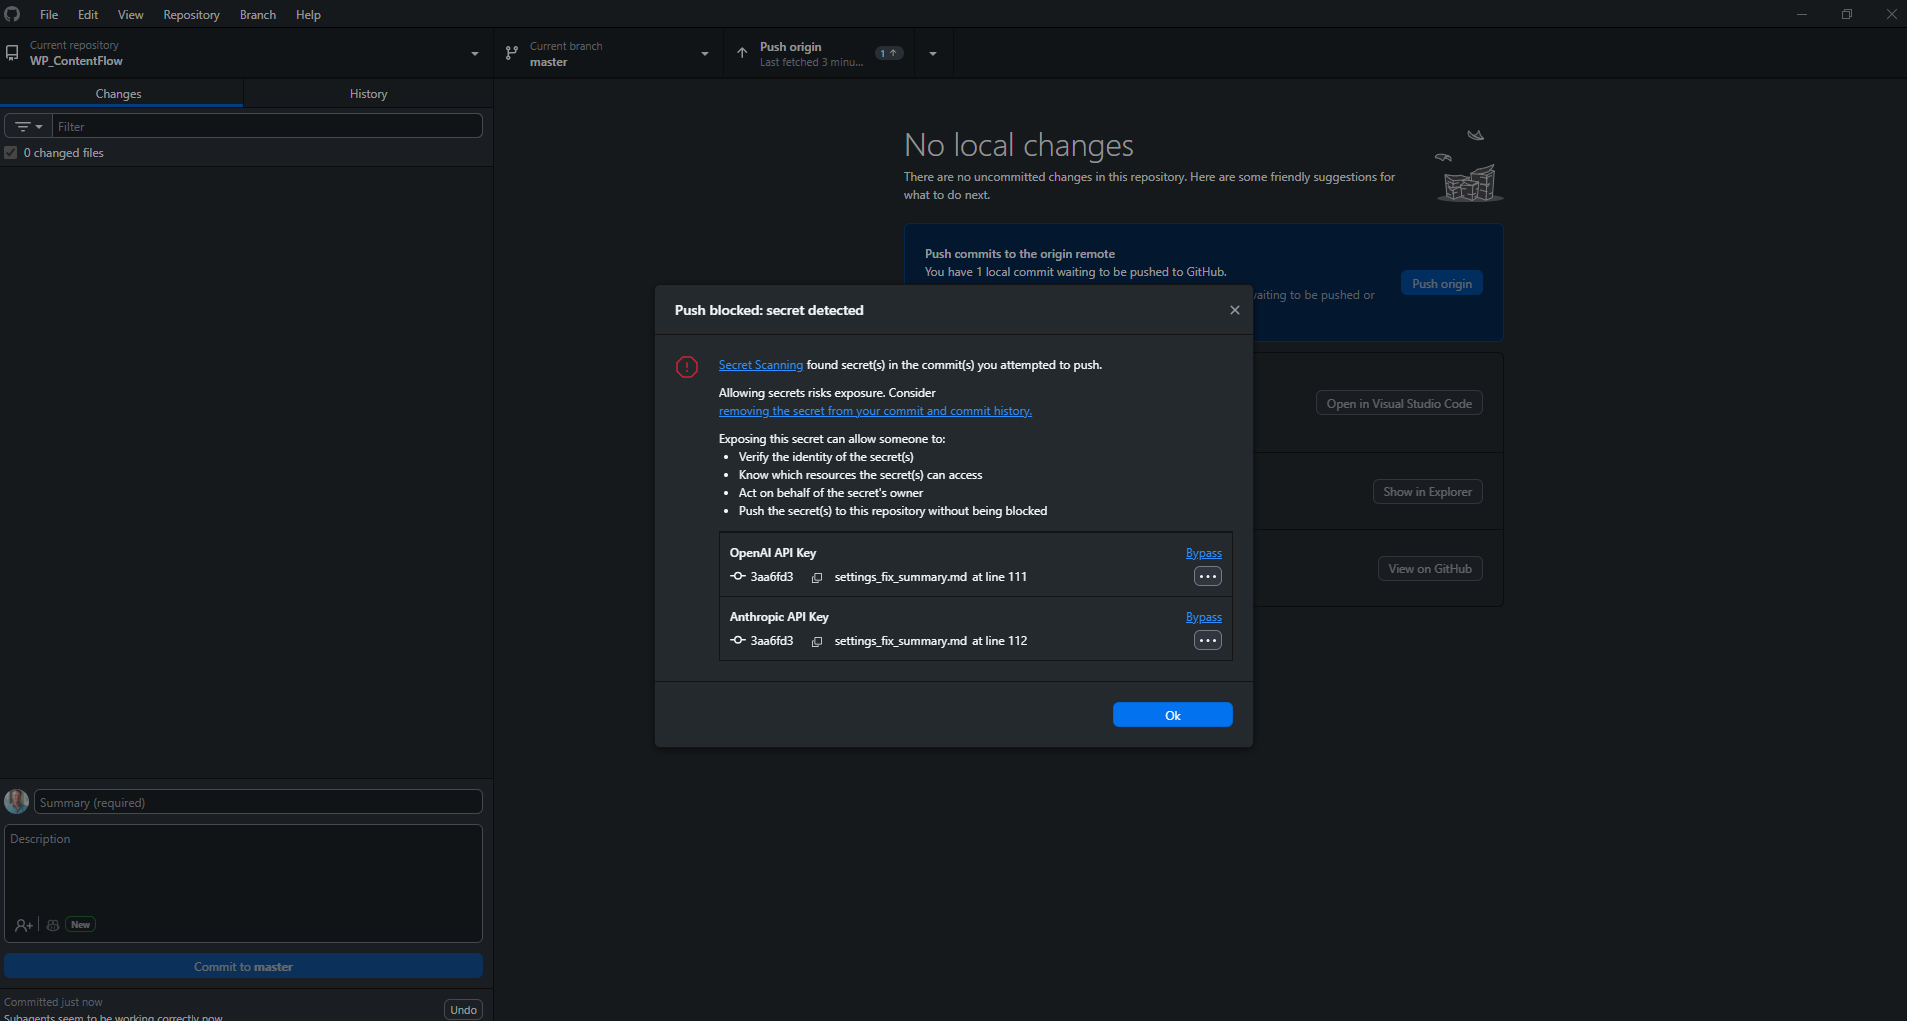 File Edit View Repository Branch Help
Current repository
WP_ContentFlow
Current branch
master
Push origin
Last fetched 3 minu...
1
Changes
History
Filter
0 changed files
No local changes
There are no uncommitted changes in this repository. Here are some friendly suggestions for
what to do next.
Push commits to the origin remote
You have 1 local commit waiting to be pushed to GitHub.
waiting to be pushed or
Push origin
Open in Visual Studio Code
Show in Explorer
View on GitHub
Push blocked: secret detected
Secret Scanning found secret(s) in the commit(s) you attempted to push.
Allowing secrets risks exposure. Consider
removing the secret from your commit and commit history.
Exposing this secret can allow someone to:
• Verify the identity of the secret(s)
• Know which resources the secret(s) can access
• Act on behalf of the secret's owner
• Push the secret(s) to this repository without being blocked
OpenAI API Key
Bypass
3aa6fd3 settings_fix_summary.md at line 111
Anthropic API Key
Bypass
3aa6fd3 settings_fix_summary.md at line 112
Ok
Summary (required)
Description
New
Commit to master
Committed just now
Undo
Subagents seem to be working correctly now